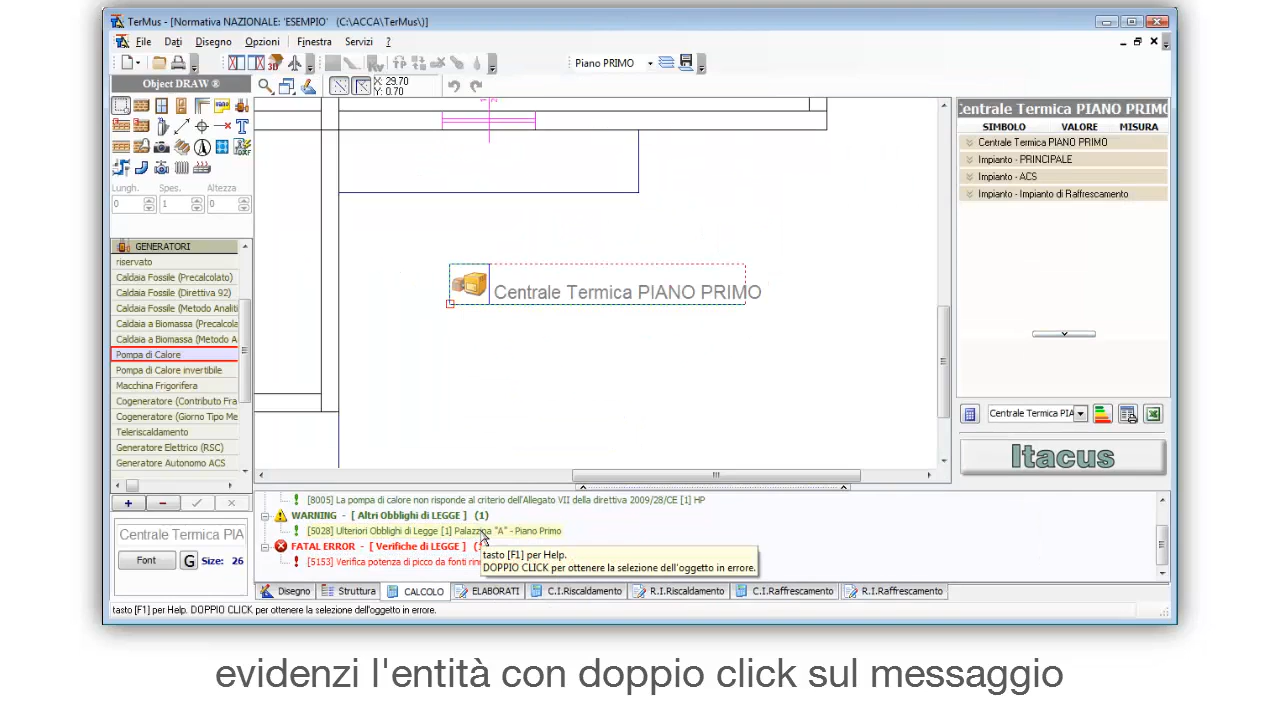 TerMus - [Normativa NAZIONALE: 'ESEMPIO' (C:\ACCA\TerMus\)]
File Dati Disegno Opzioni Finestra Servizi ?
Piano PRIMO
Object DRAW ®
X: 29.70
Y: 0.70
Lungh. Spes. Altezza
0 1 0
GENERATORI
riservato
Caldaia Fossile (Precalcolato)
Caldaia Fossile (Direttiva 92)
Caldaia Fossile (Metodo Analiti
Caldaia a Biomassa (Precalcola
Caldaia a Biomassa (Metodo A
Pompa di Calore
Pompa di Calore invertibile
Macchina Frigorifera
Cogeneratore (Contributo Fra
Cogeneratore (Giorno Tipo Me
Teleriscaldamento
Generatore Elettrico (RSC)
Generatore Autonomo ACS
Centrale Termica PIA
Font G Size: 26
Centrale Termica PIANO PRIMO
Centrale Termica PIANO PRIMO
SIMBOLO VALORE MISURA
Centrale Termica PIANO PRIMO
Impianto - PRINCIPALE
Impianto - ACS
Impianto - Impianto di Raffrescamento
Centrale Termica PIA
Itacus
[8005] La pompa di calore non risponde al criterio dell'Allegato VII della direttiva 2009/28/CE [1] HP
WARNING - [ Altri Obblighi di LEGGE ] (1)
[5028] Ulteriori Obblighi di Legge [1] Palazzina "A" - Piano Primo
FATAL ERROR - [ Verifiche di LEGGE ]
[5153] Verifica potenza di picco da fonti rin
tasto [F1] per Help.
DOPPIO CLICK per ottenere la selezione dell'oggetto in errore.
Disegno Struttura CALCOLO ELABORATI C.I.Riscaldamento R.I.Riscaldamento C.I.Raffrescamento R.I.Raffrescamento
tasto [F1] per Help. DOPPIO CLICK per ottenere la selezione dell'oggetto in errore.
evidenzi l'entità con doppio click sul messaggio